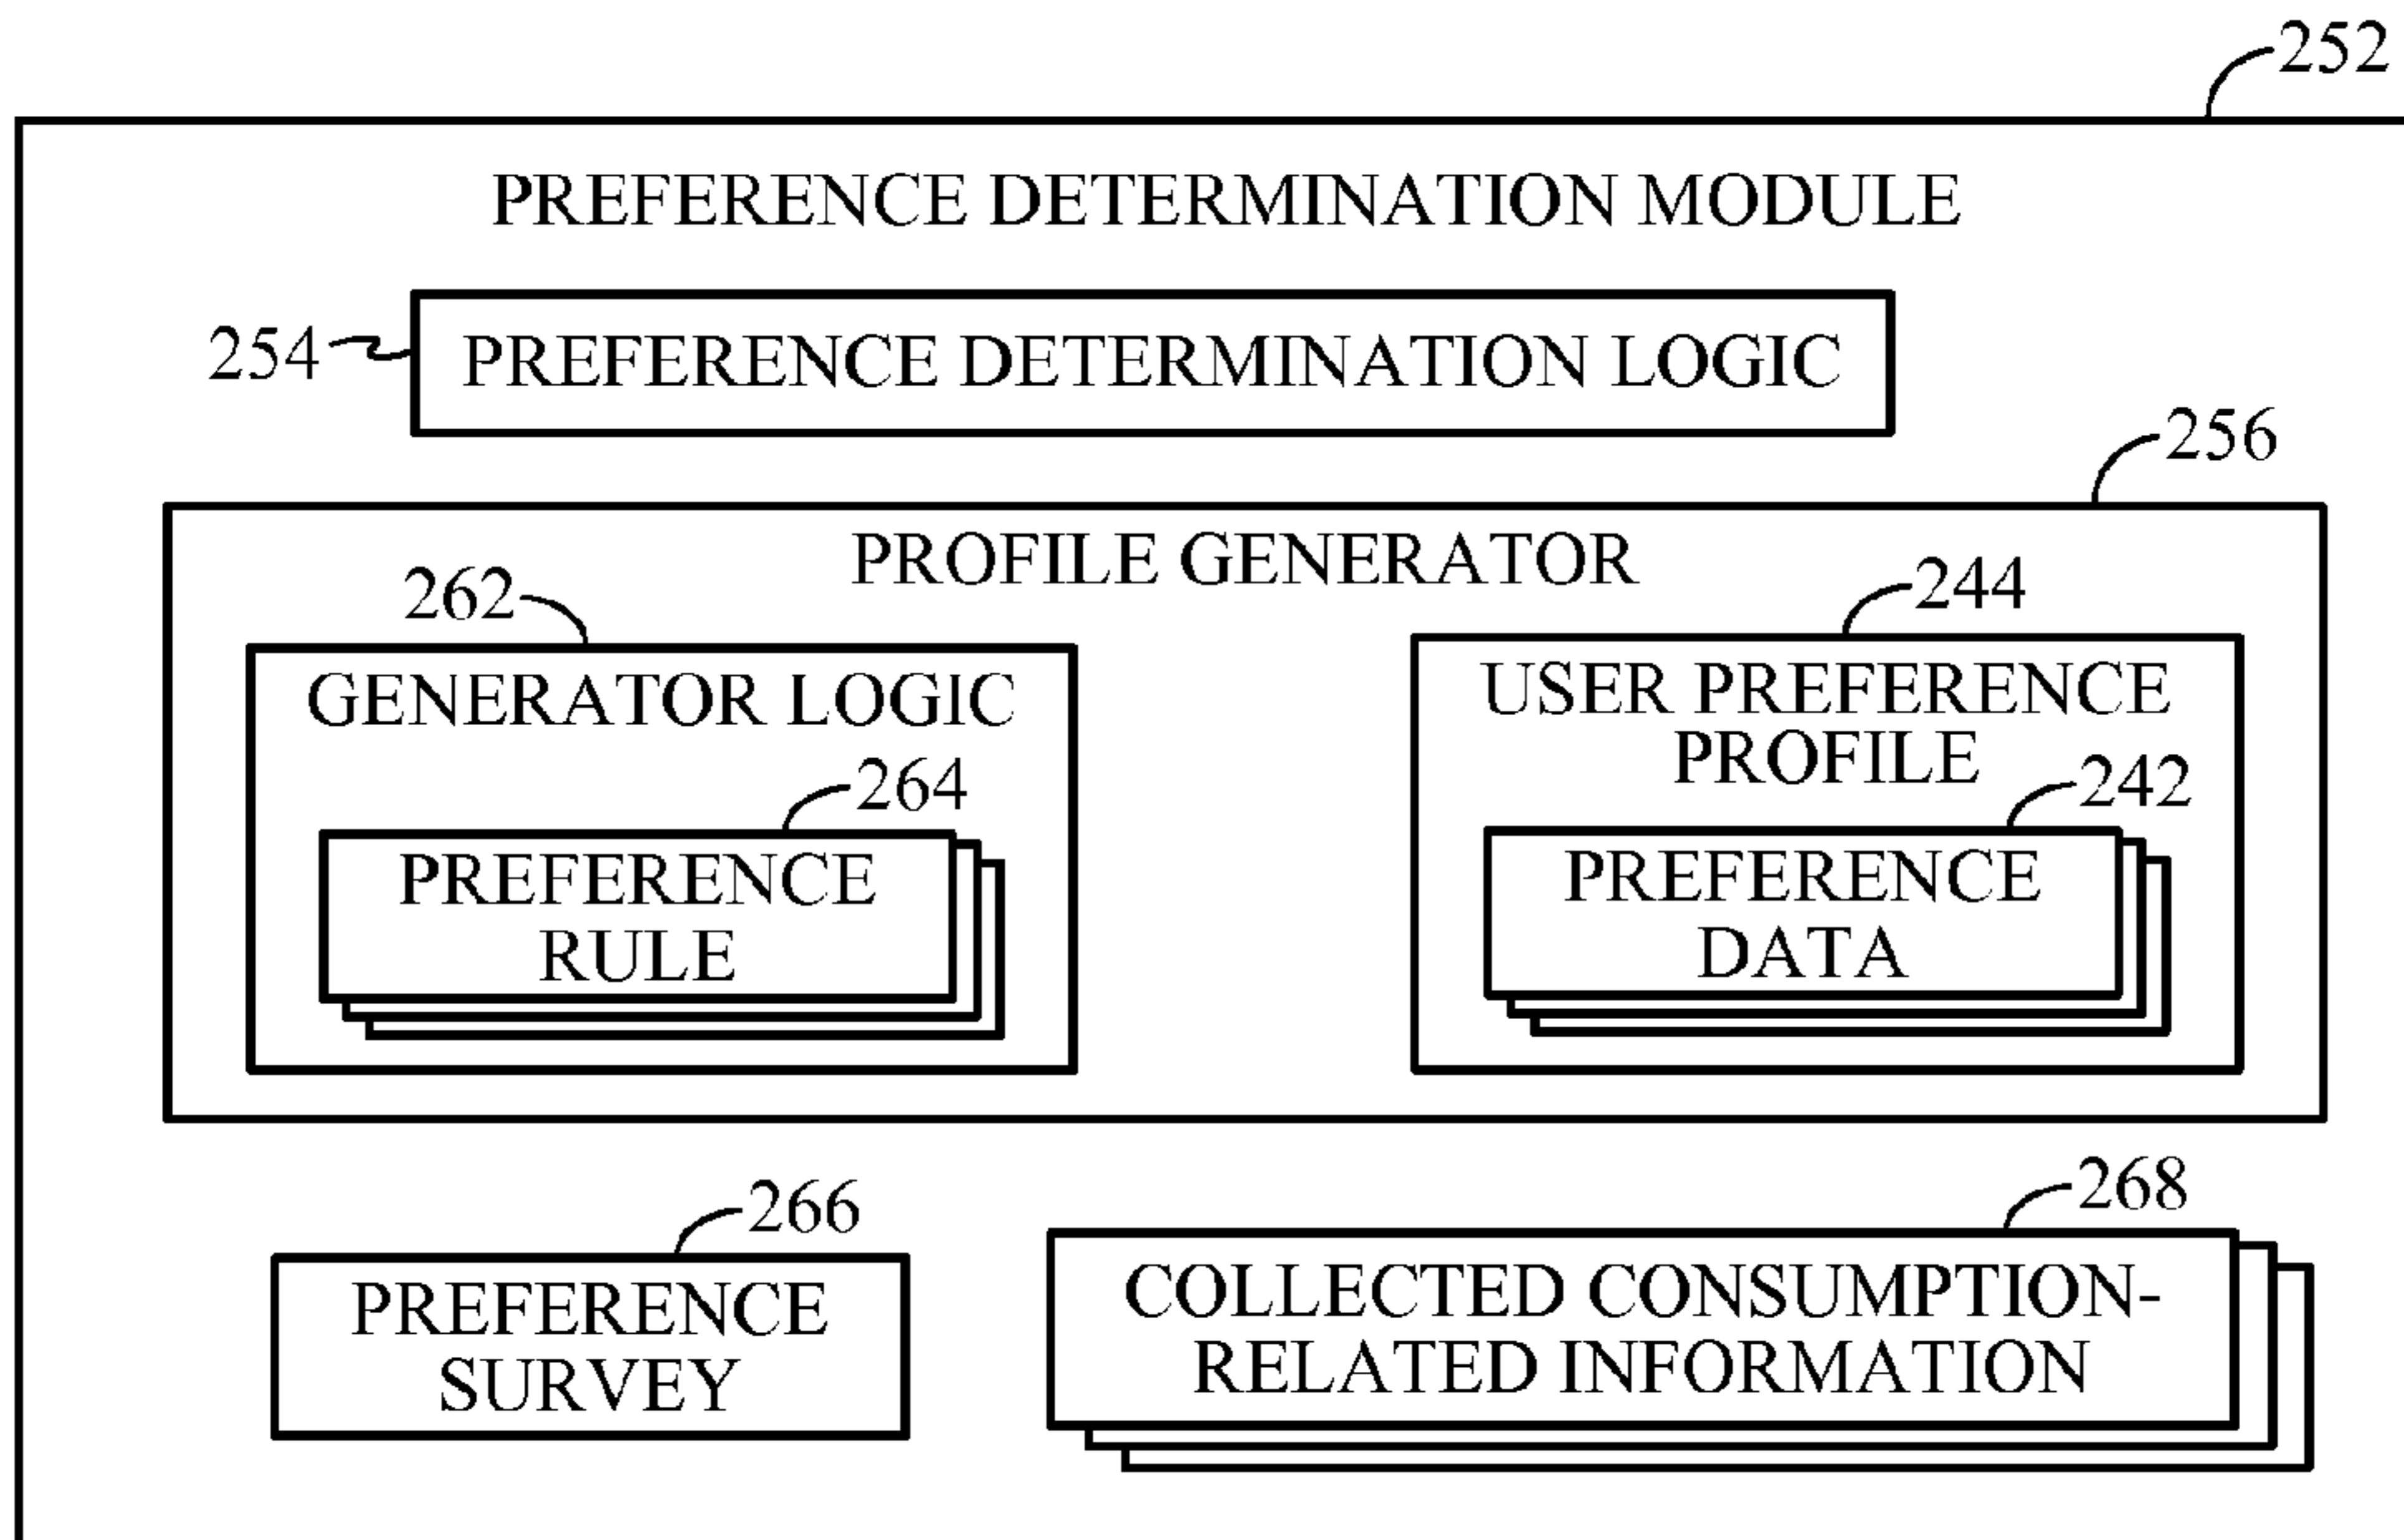 252
PREFERENCE DETERMINATION MODULE
254
PREFERENCE DETERMINATION LOGIC
256
PROFILE GENERATOR
262
GENERATOR LOGIC
264
PREFERENCE
RULE
244
USER PREFERENCE
PROFILE
242
PREFERENCE
DATA
266
PREFERENCE
SURVEY
268
COLLECTED CONSUMPTION-
RELATED INFORMATION